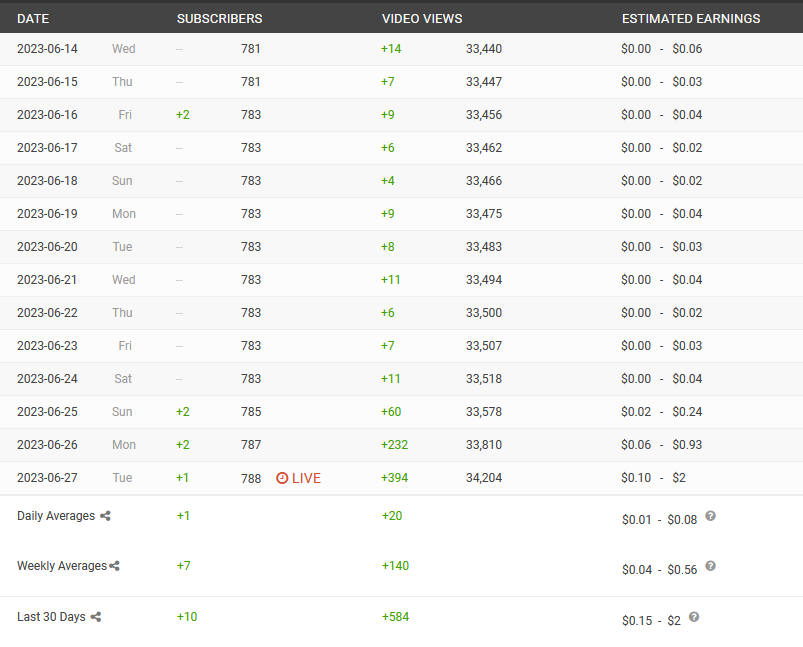 DATE SUBSCRIBERS VIDEO VIEWS ESTIMATED EARNINGS
2023-06-14 Wed -- 781 +14 33,440 $0.00 - $0.06
2023-06-15 Thu -- 781 +7 33,447 $0.00 - $0.03
2023-06-16 Fri +2 783 +9 33,456 $0.00 - $0.04
2023-06-17 Sat -- 783 +6 33,462 $0.00 - $0.02
2023-06-18 Sun -- 783 +4 33,466 $0.00 - $0.02
2023-06-19 Mon -- 783 +9 33,475 $0.00 - $0.04
2023-06-20 Tue -- 783 +8 33,483 $0.00 - $0.03
2023-06-21 Wed -- 783 +11 33,494 $0.00 - $0.04
2023-06-22 Thu -- 783 +6 33,500 $0.00 - $0.02
2023-06-23 Fri -- 783 +7 33,507 $0.00 - $0.03
2023-06-24 Sat -- 783 +11 33,518 $0.00 - $0.04
2023-06-25 Sun +2 785 +60 33,578 $0.02 - $0.24
2023-06-26 Mon +2 787 +232 33,810 $0.06 - $0.93
2023-06-27 Tue +1 788 LIVE +394 34,204 $0.10 - $2
Daily Averages +1 +20 $0.01 - $0.08 ?
Weekly Averages +7 +140 $0.04 - $0.56 ?
Last 30 Days +10 +584 $0.15 - $2 ?